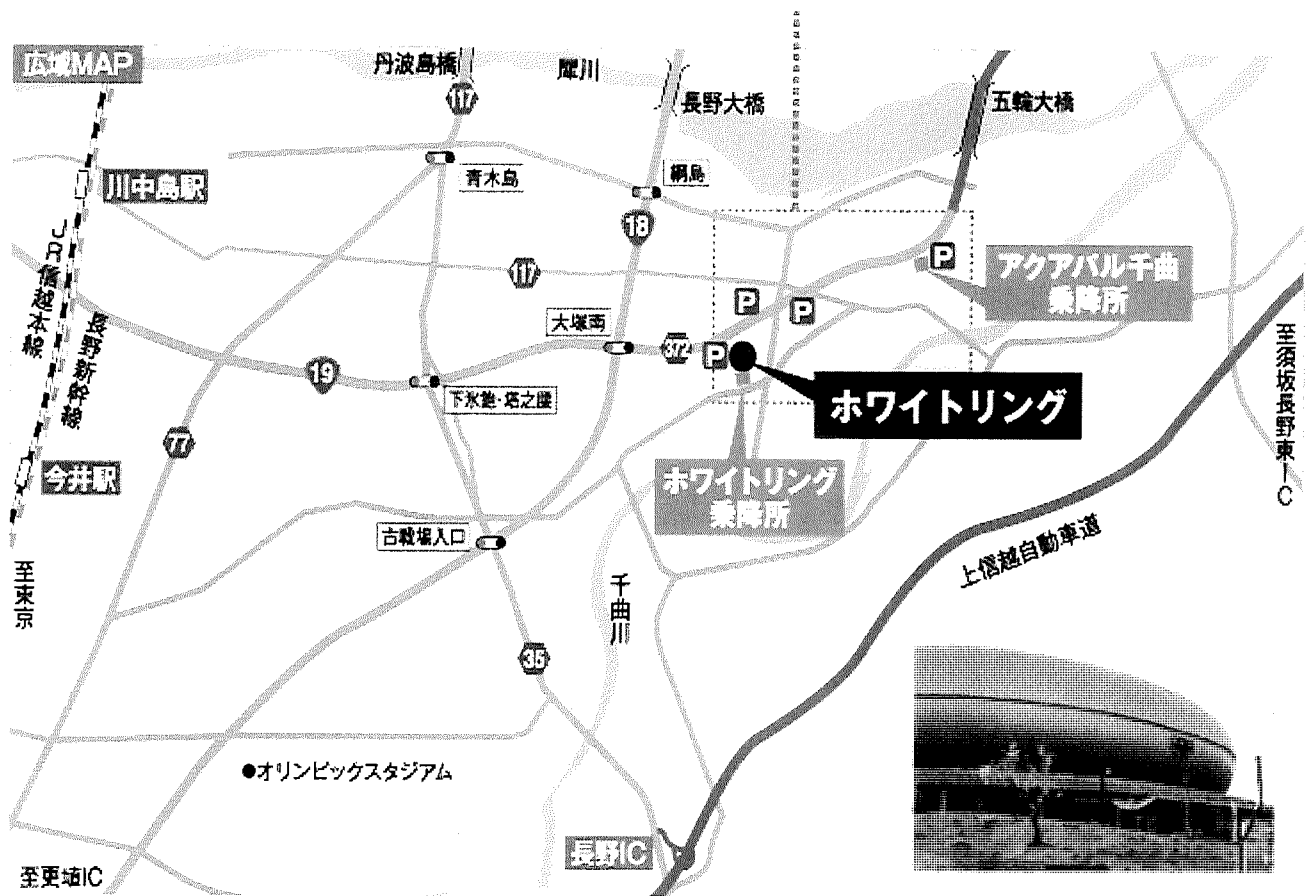 広域MAP
丹波島橋
犀川
長野大橋
五輪大橋
117
川中島駅
青木島
綱島
JR信越本線
長野新幹線
18
117
P
アクアパル千曲
乗降所
P
P
大塚南
372
P
19
下氷鉋・塔之腰
ホワイトリング
至須坂長野東IC
77
今井駅
ホワイトリング
乗降所
古戦場入口
上信越自動車道
至東京
千曲川
35
●オリンピックスタジアム
長野IC
至更埴IC